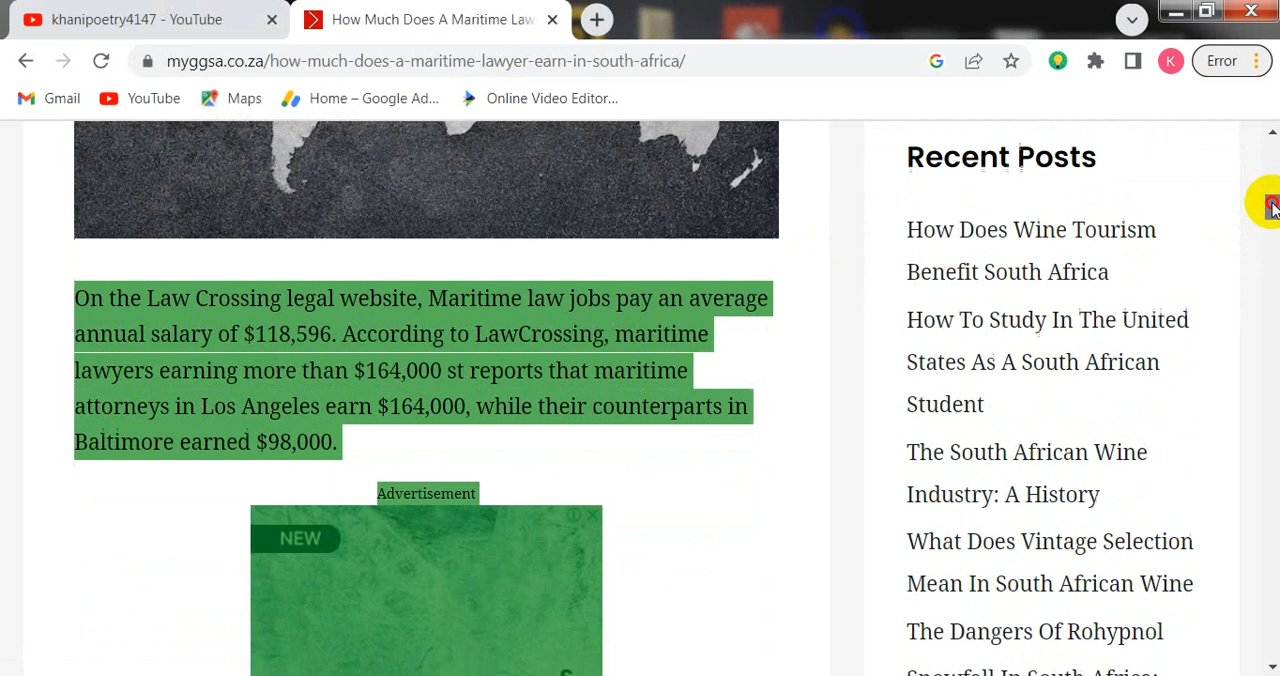 khanipoetry4147 - YouTube
How Much Does A Maritime Law
myggsa.co.za/how-much-does-a-maritime-lawyer-earn-in-south-africa/
K
Error
Gmail
YouTube
Maps
Home – Google Ad...
Online Video Editor...
On the Law Crossing legal website, Maritime law jobs pay an average
annual salary of $118,596. According to LawCrossing, maritime
lawyers earning more than $164,000 st reports that maritime
attorneys in Los Angeles earn $164,000, while their counterparts in
Baltimore earned $98,000.
Advertisement
NEW
Recent Posts
How Does Wine Tourism
Benefit South Africa
How To Study In The United
States As A South African
Student
The South African Wine
Industry: A History
What Does Vintage Selection
Mean In South African Wine
The Dangers Of Rohypnol
Snowfall In South Africa: